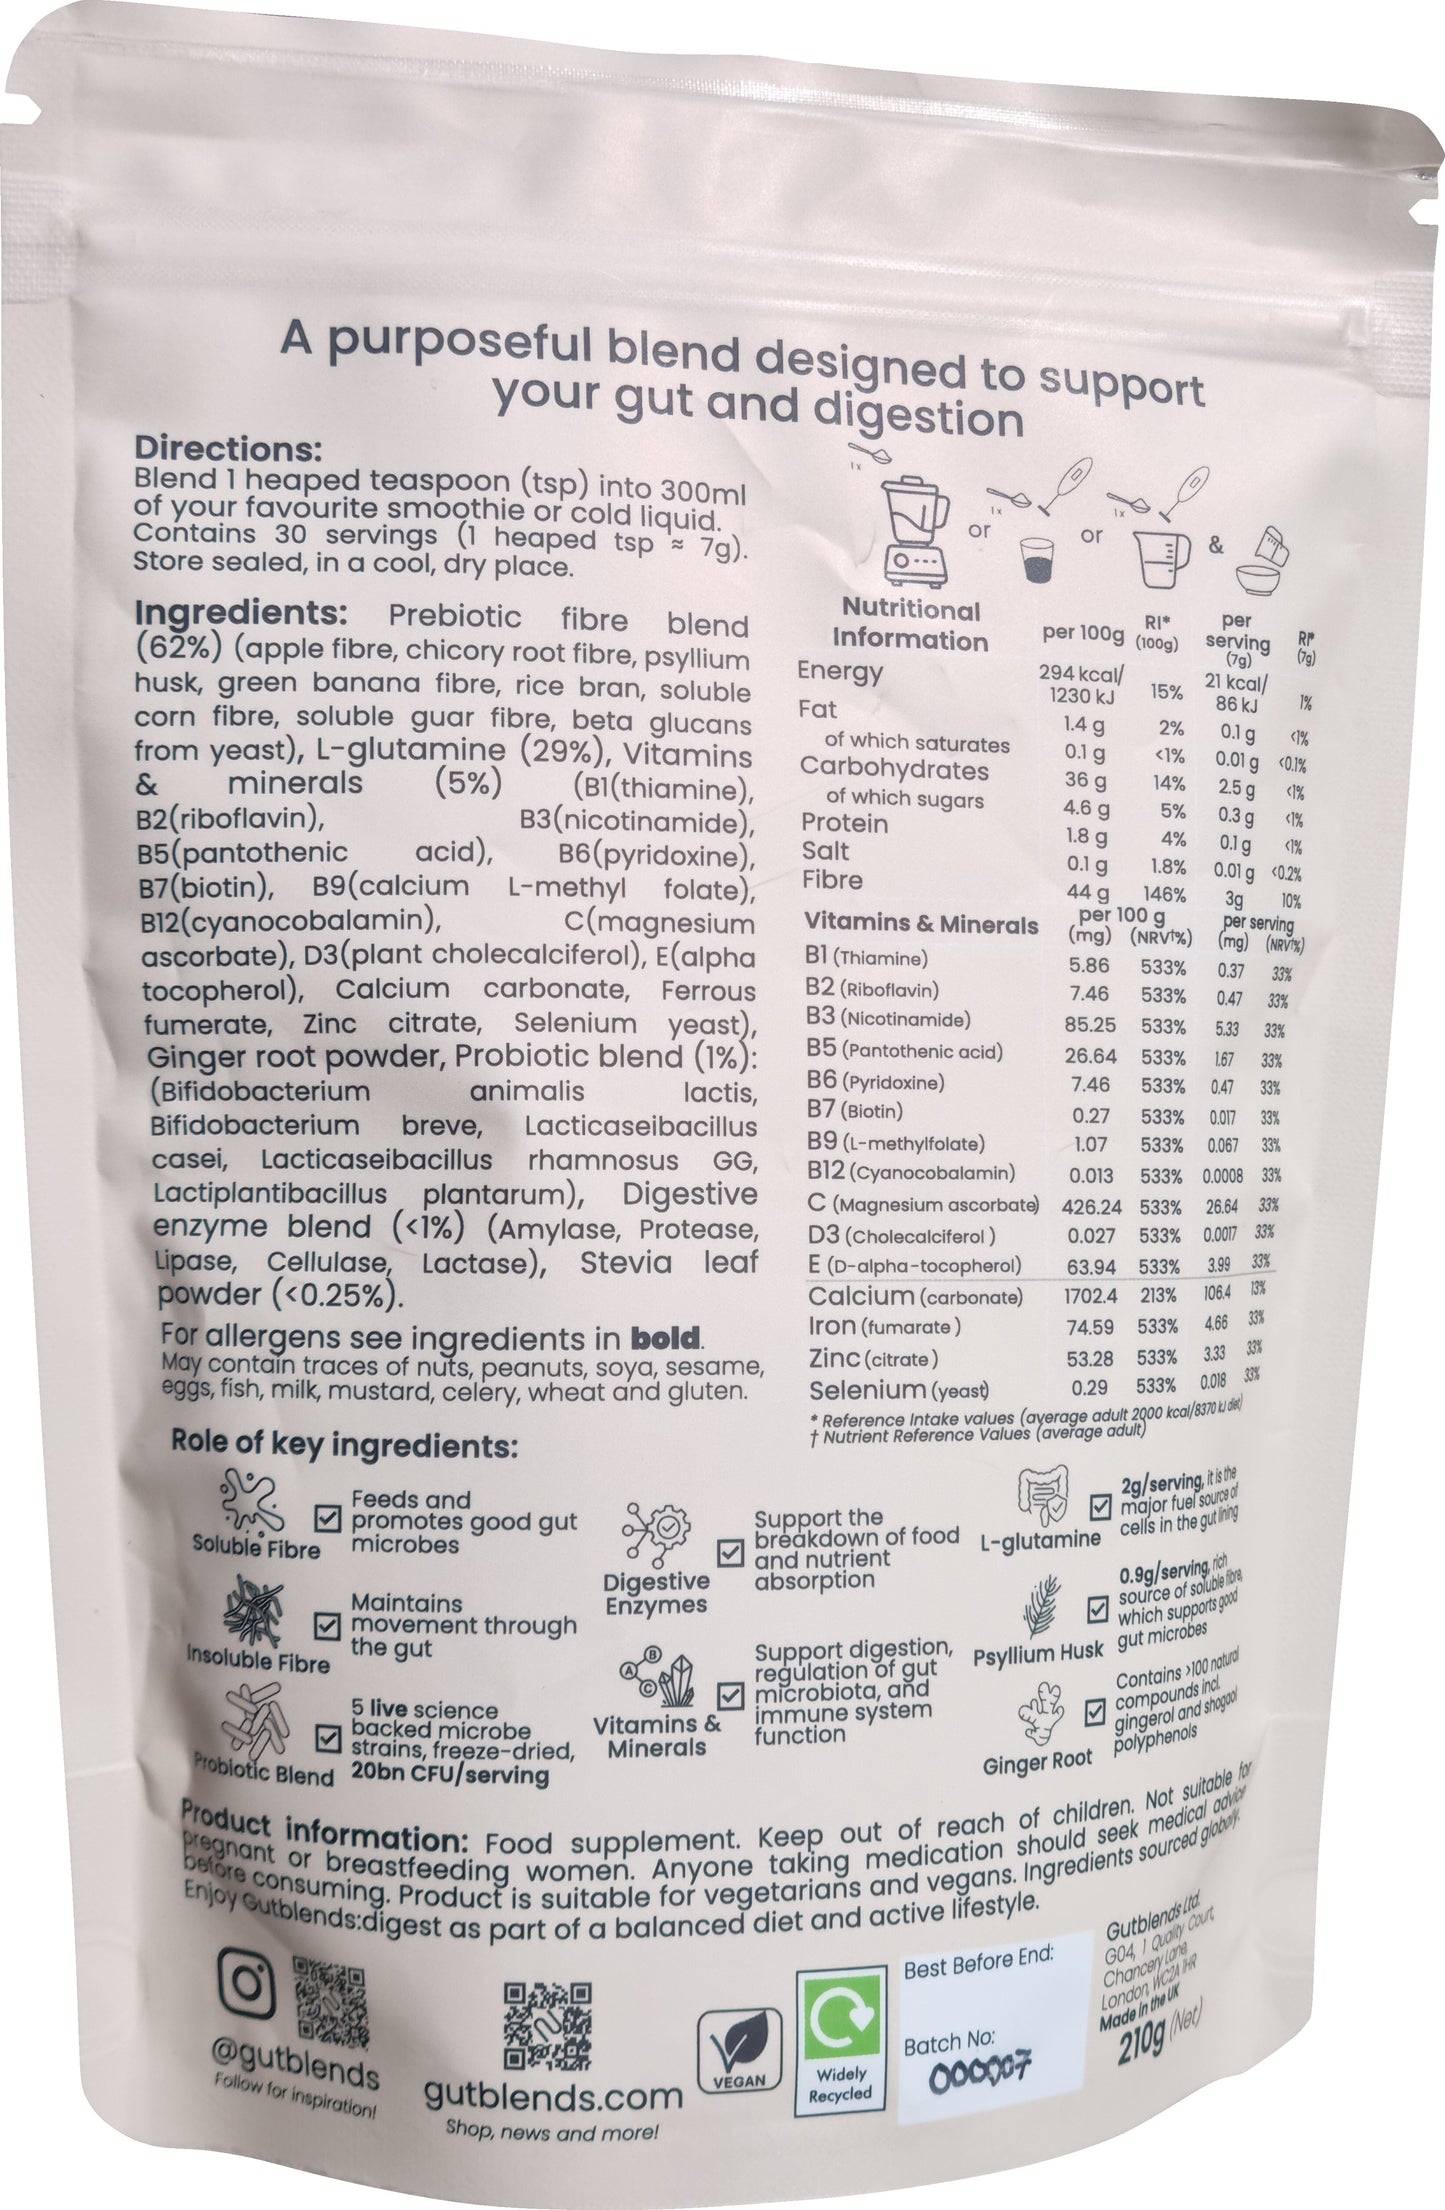 A purposeful blend designed to support
your gut and digestion
Directions:
Blend 1 heaped teaspoon (tsp) into 300ml
of your favourite smoothie or cold liquid.
Contains 30 servings (1 heaped tsp ≈ 7g).
Store sealed, in a cool, dry place.
Ingredients: Prebiotic fibre blend
(62%) (apple fibre, chicory root fibre, psyllium
husk, green banana fibre, rice bran, soluble
corn fibre, soluble guar fibre, beta glucans
from yeast), L-glutamine (29%), Vitamins
& minerals (5%) (B1(thiamine),
B2(riboflavin), B3(nicotinamide),
B5(pantothenic acid), B6(pyridoxine),
B7(biotin), B9(calcium L-methyl folate),
B12(cyanocobalamin), C(magnesium
ascorbate), D3(plant cholecalciferol), E(alpha
tocopherol), Calcium carbonate, Ferrous
fumerate, Zinc citrate, Selenium yeast),
Ginger root powder, Probiotic blend (1%):
(Bifidobacterium animalis lactis,
Bifidobacterium breve, Lacticaseibacillus
casei, Lacticaseibacillus rhamnosus GG,
Lactiplantibacillus plantarum), Digestive
enzyme blend (<1%) (Amylase, Protease,
Lipase, Cellulase, Lactase), Stevia leaf
powder (<0.25%).
For allergens see ingredients in bold.
May contain traces of nuts, peanuts, soya, sesame,
eggs, fish, milk, mustard, celery, wheat and gluten.
1x
or
1x
or
1x
&
Nutritional Information per 100g RI* (100g) per serving (7g) RI* (7g)
Energy 294 kcal/ 1230 kJ 15% 21 kcal/ 86 kJ 1%
Fat 1.4 g 2% 0.1 g <1%
of which saturates 0.1 g <1% 0.01 g <0.1%
Carbohydrates 36 g 14% 2.5 g <1%
of which sugars 4.6 g 5% 0.3 g <1%
Protein 1.8 g 4% 0.1 g <1%
Salt 0.1 g 1.8% 0.01 g <0.2%
Fibre 44 g 146% 3g 10%
Vitamins & Minerals per 100 g (mg) (NRV†%) per serving (mg) (NRV†%)
B1 (Thiamine) 5.86 533% 0.37 33%
B2 (Riboflavin) 7.46 533% 0.47 33%
B3 (Nicotinamide) 85.25 533% 5.33 33%
B5 (Pantothenic acid) 26.64 533% 1.67 33%
B6 (Pyridoxine) 7.46 533% 0.47 33%
B7 (Biotin) 0.27 533% 0.017 33%
B9 (L-methylfolate) 1.07 533% 0.067 33%
B12 (Cyanocobalamin) 0.013 533% 0.0008 33%
C (Magnesium ascorbate) 426.24 533% 26.64 33%
D3 (Cholecalciferol) 0.027 533% 0.0017 33%
E (D-alpha-tocopherol) 63.94 533% 3.99 33%
Calcium (carbonate) 1702.4 213% 106.4 13%
Iron (fumarate) 74.59 533% 4.66 33%
Zinc (citrate) 53.28 533% 3.33 33%
Selenium (yeast) 0.29 533% 0.018 33%
* Reference Intake values (average adult 2000 kcal/8370 kJ diet)
† Nutrient Reference Values (average adult)
Role of key ingredients:
Soluble Fibre
Feeds and
promotes good gut
microbes
Insoluble Fibre
Maintains
movement through
the gut
Probiotic Blend
5 live science
backed microbe
strains, freeze-dried,
20bn CFU/serving
Digestive
Enzymes
Support the
breakdown of food
and nutrient
absorption
A
B
C
Vitamins &
Minerals
Support digestion,
regulation of gut
microbiota, and
immune system
function
L-glutamine
2g/serving, it is the
major fuel source of
cells in the gut lining
Psyllium Husk
0.9g/serving, rich
source of soluble fibre,
which supports good
gut microbes
Ginger Root
Contains >100 natural
compounds incl.
gingerol and shogaol
polyphenols
Product information: Food supplement. Keep out of reach of children. Not suitable for
pregnant or breastfeeding women. Anyone taking medication should seek medical advice
before consuming. Product is suitable for vegetarians and vegans. Ingredients sourced globally.
Enjoy Gutblends:digest as part of a balanced diet and active lifestyle.
@gutblends
Follow for inspiration!
gutblends.com
Shop, news and more!
VEGAN
Widely
Recycled
Best Before End:
Batch No:
000007
Gutblends Ltd.
G04, 1 Quality Court,
Chancery Lane,
London, WC2A 1HR
Made in the UK
210g (Net)